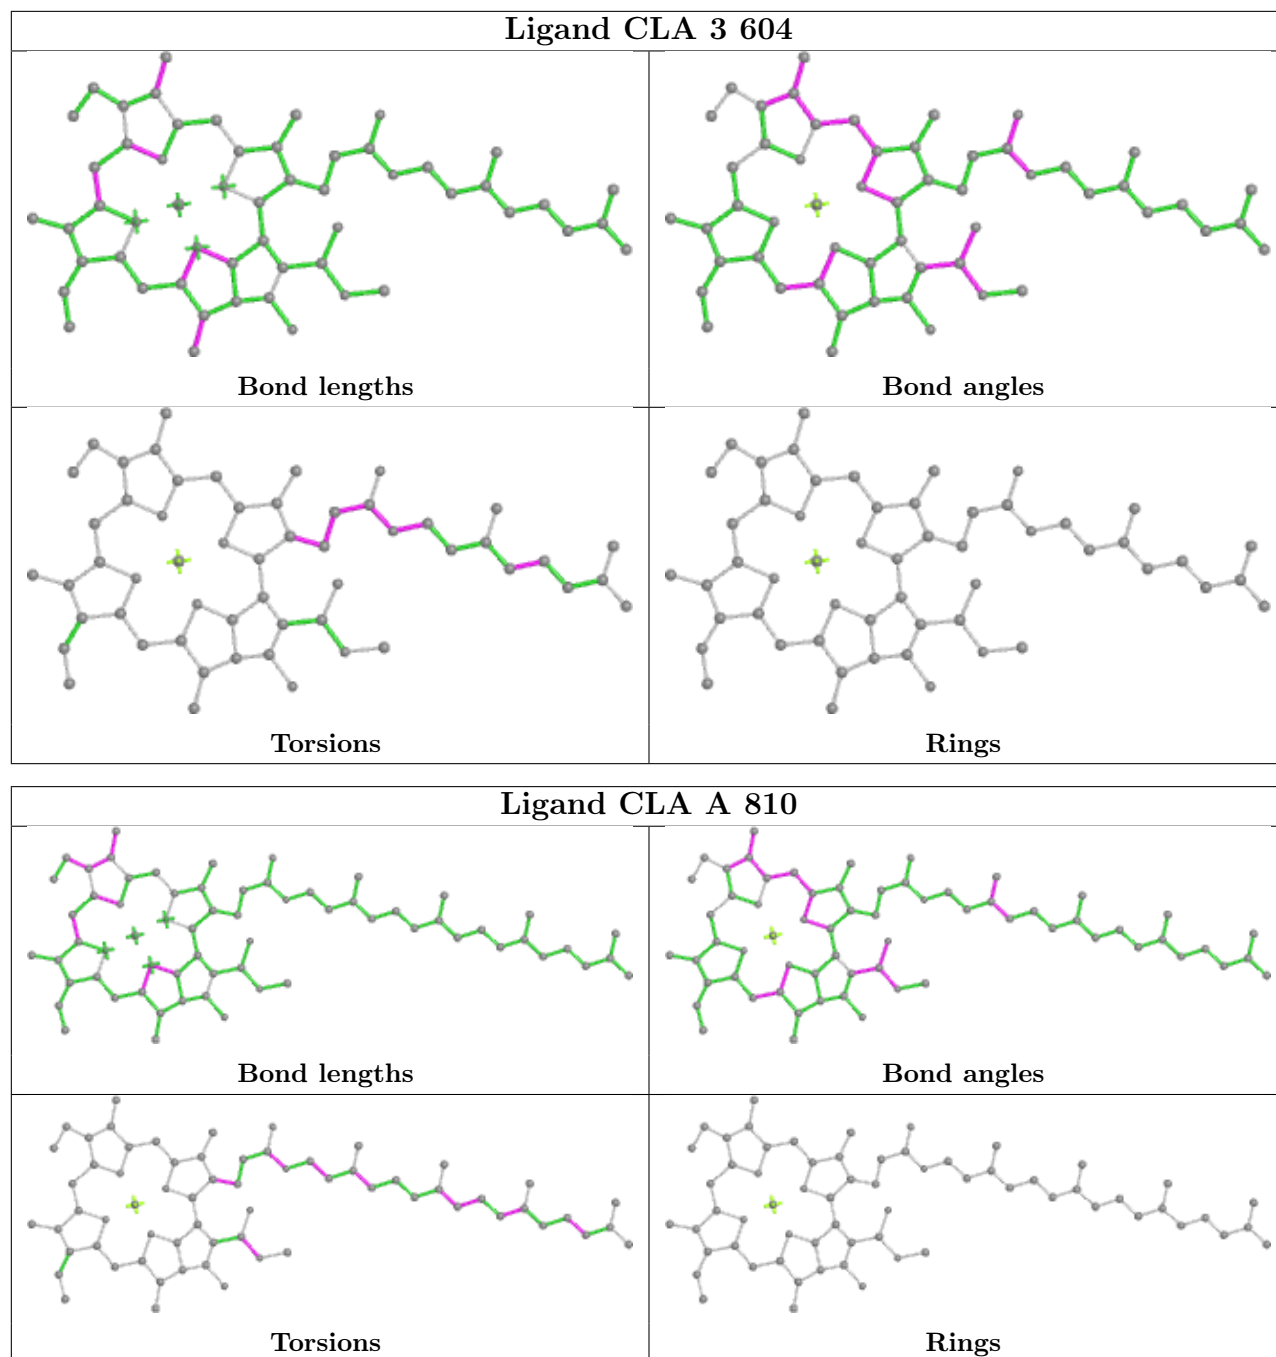 Ligand CLA 3 604
Bond lengths
Bond angles
Torsions
Rings
Ligand CLA A 810
Bond lengths
Bond angles
Torsions
Rings